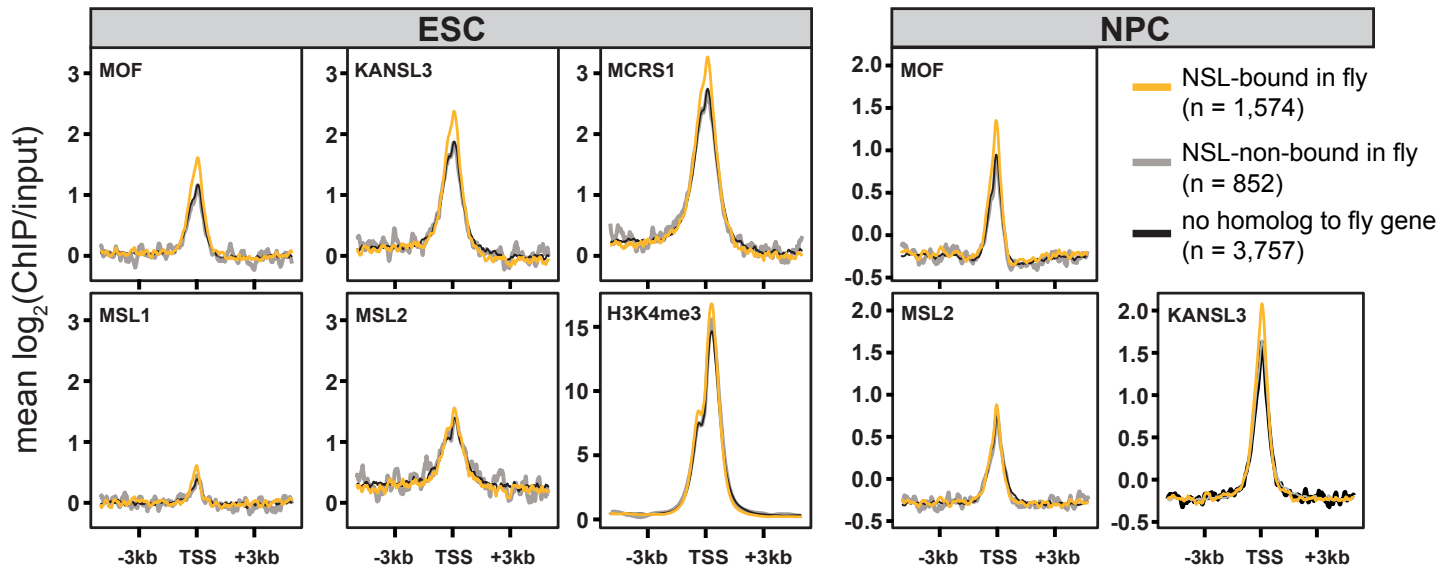 ESC
NPC
mean log2(ChIP/input)
MOF
3
2
1
0
KANSL3
3
2
1
0
MCRS1
3
2
1
0
MOF
2.0
1.5
1.0
0.5
0.0
-0.5
NSL-bound in fly
(n = 1,574)
NSL-non-bound in fly
(n = 852)
no homolog to fly gene
(n = 3,757)
MSL1
3
2
1
0
-3kb TSS +3kb
MSL2
3
2
1
0
-3kb TSS +3kb
H3K4me3
15
10
5
0
-3kb TSS +3kb
MSL2
2.0
1.5
1.0
0.5
0.0
-0.5
-3kb TSS +3kb
KANSL3
2.0
1.5
1.0
0.5
0.0
-0.5
-3kb TSS +3kb